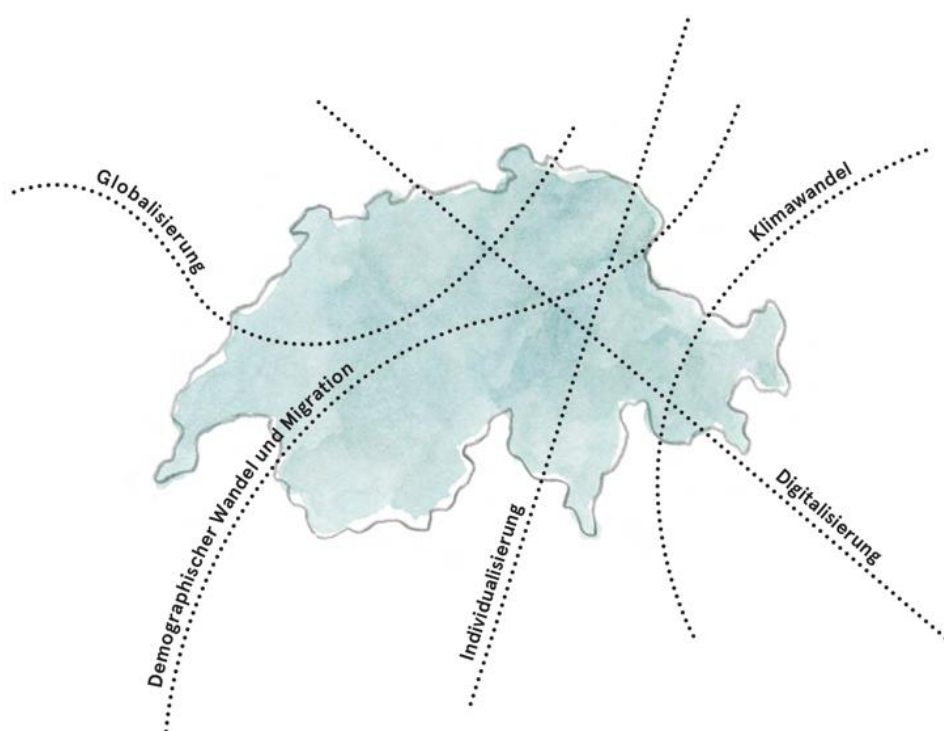 Globalisierung
Klimawandel
Demographischer Wandel und Migration
Individualisierung
Digitalisierung